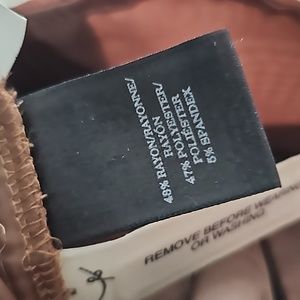 48% RAYON/RAYONNE/
RAYÓN
47% POLYESTER/
POLIÉSTER
5% SPANDEX
REMOVE BEFORE WEARING
OR WASHING